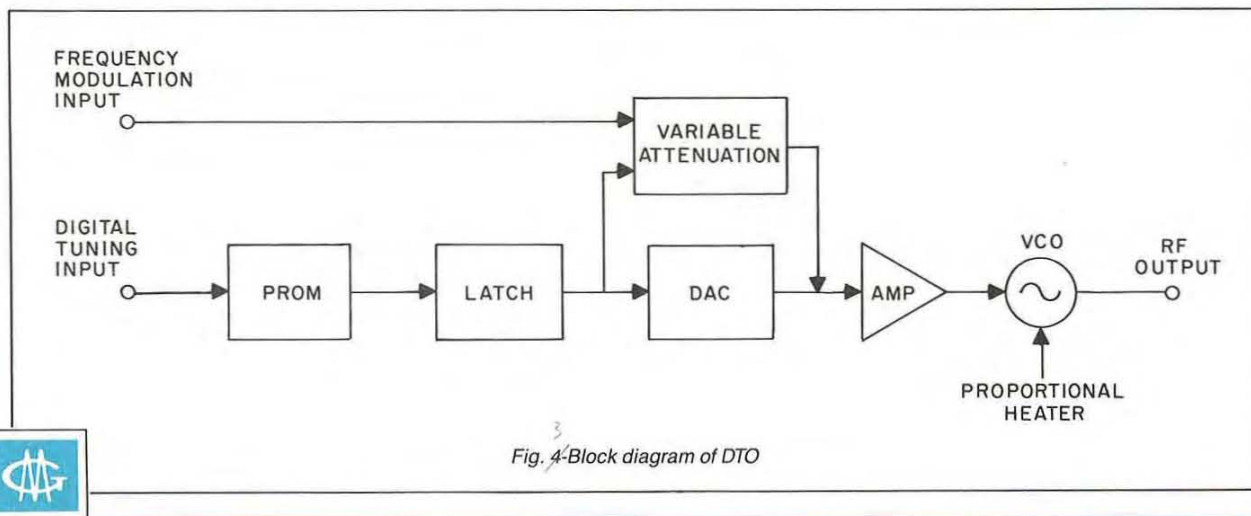 FREQUENCY
MODULATION
INPUT
VARIABLE
ATTENUATION
DIGITAL
TUNING
INPUT
PROM
LATCH
DAC
AMP
VCO
RF
OUTPUT
PROPORTIONAL
HEATER
3
Fig. 4-Block diagram of DTO